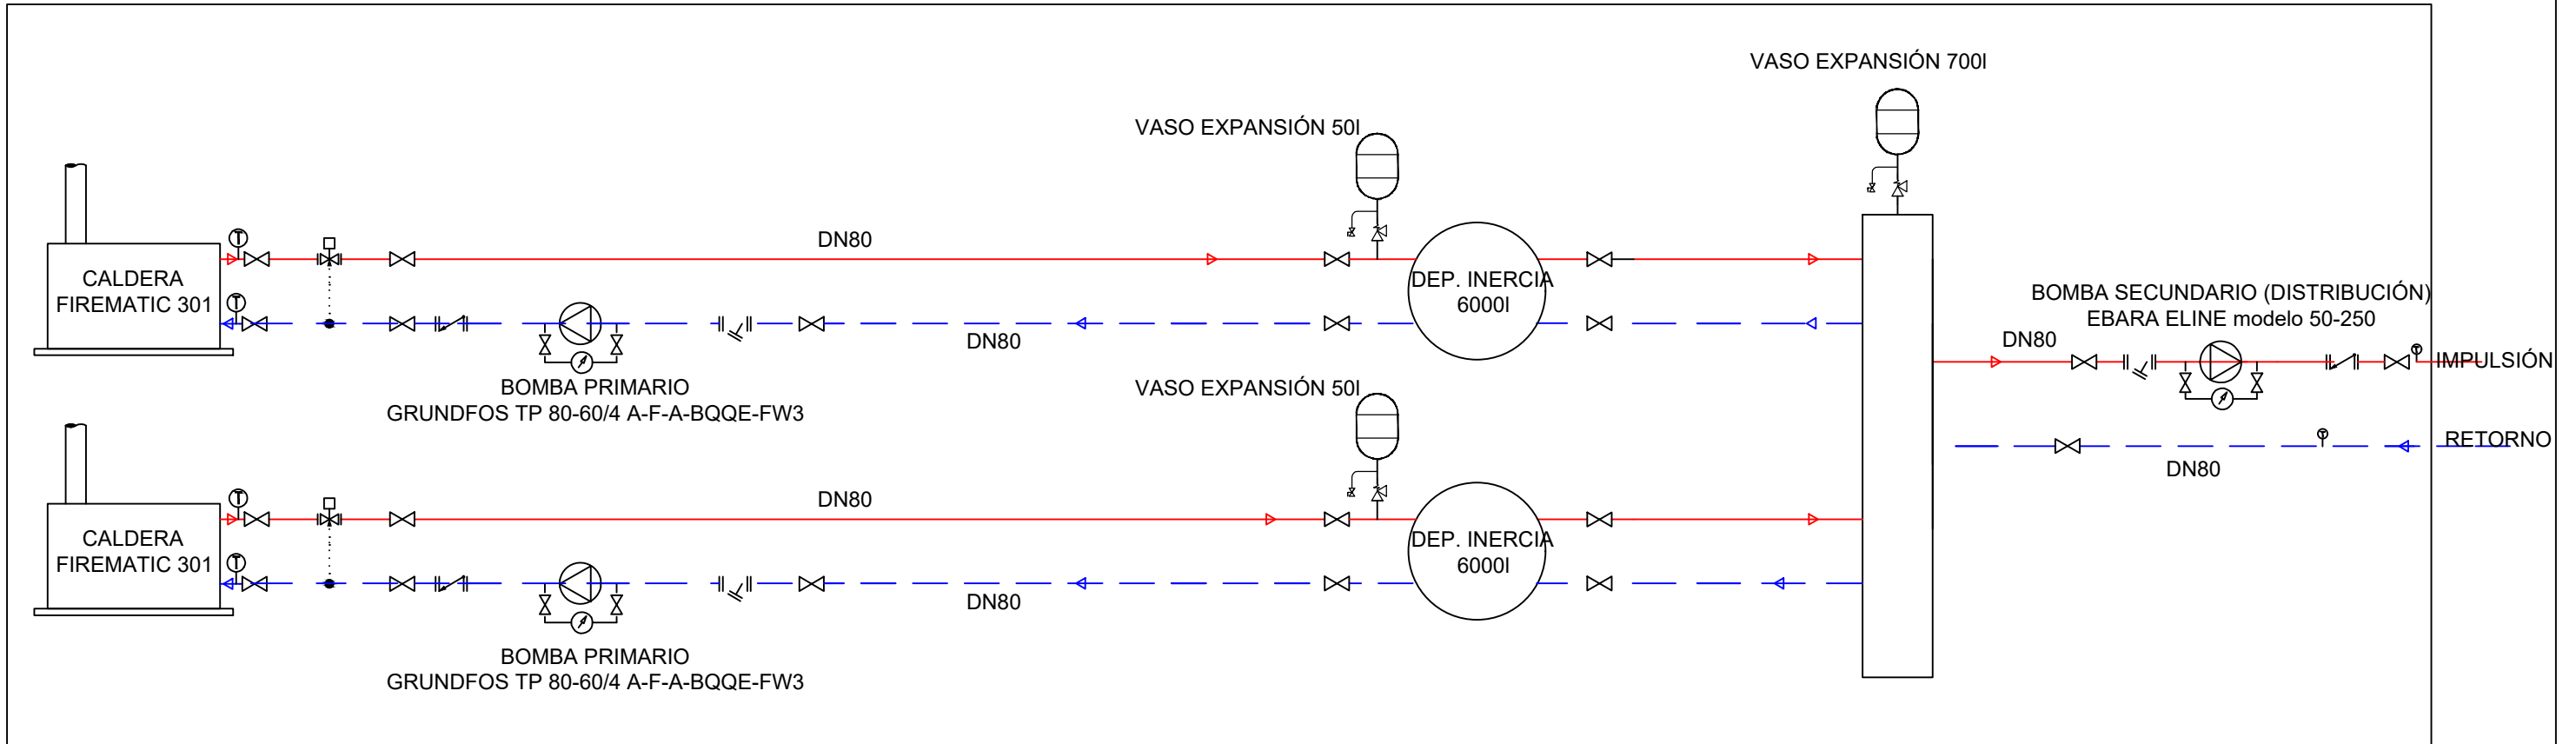 VASO EXPANSIÓN 700l
VASO EXPANSIÓN 50l
T
DN80
CALDERA
FIREMATIC 301
T
DEP. INERCIA
6000l
BOMBA SECUNDARIO (DISTRIBUCIÓN)
EBARA ELINE modelo 50-250
DN80
DN80
T
IMPULSIÓN
BOMBA PRIMARIO
GRUNDFOS TP 80-60/4 A-F-A-BQQE-FW3
VASO EXPANSIÓN 50l
T
RETORNO
DN80
T
DN80
CALDERA
FIREMATIC 301
T
DEP. INERCIA
6000l
DN80
BOMBA PRIMARIO
GRUNDFOS TP 80-60/4 A-F-A-BQQE-FW3